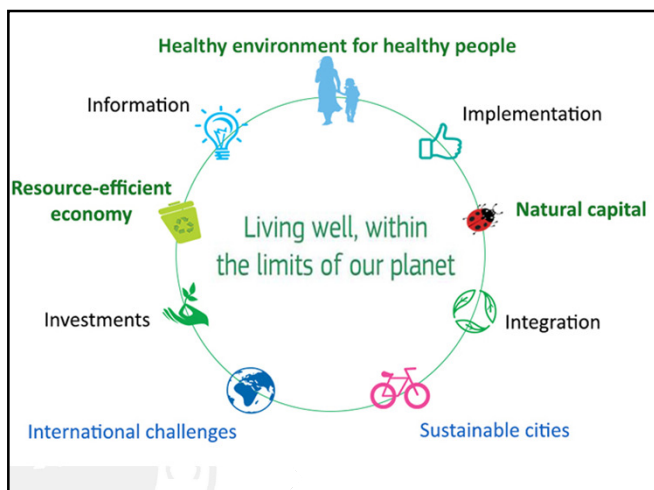 Healthy environment for healthy people
Information
Implementation
Resource-efficient
economy
Natural capital
Living well, within
the limits of our planet
Investments
Integration
International challenges
Sustainable cities